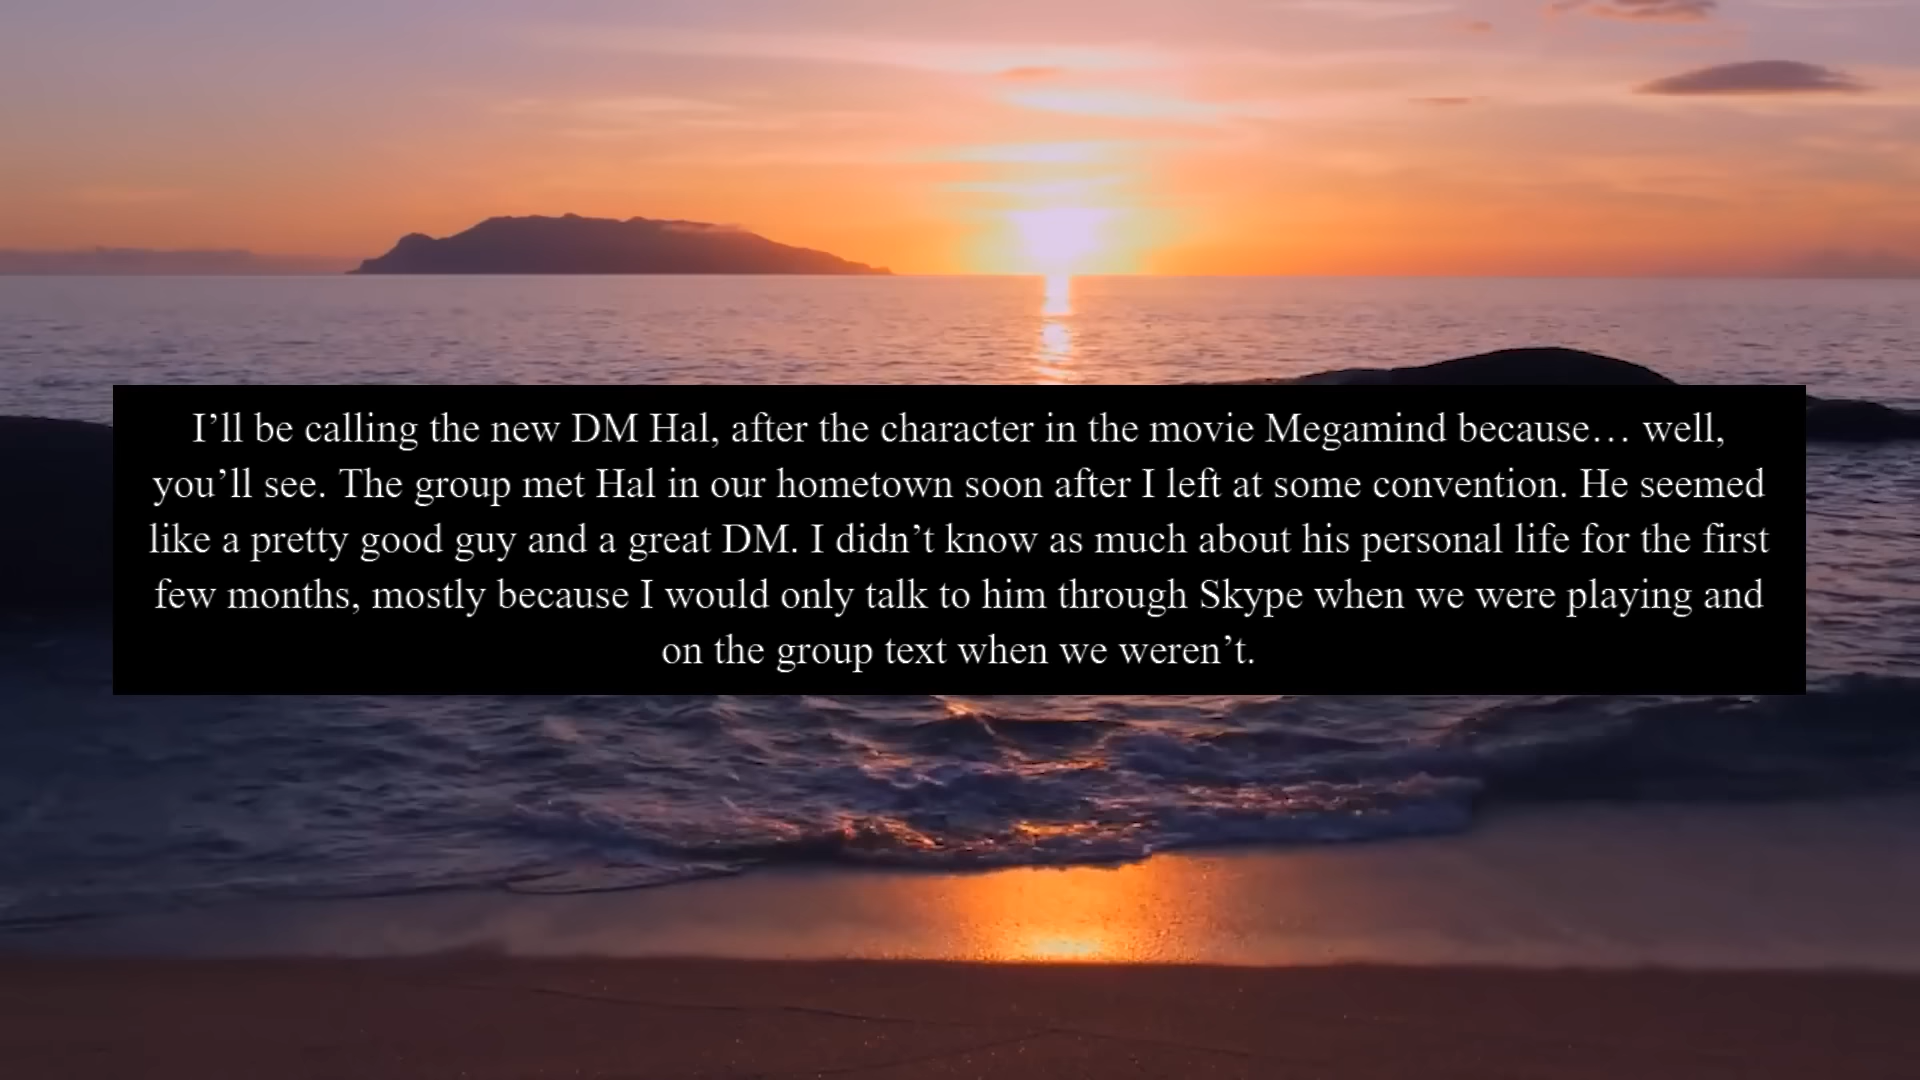 I’ll be calling the new DM Hal, after the character in the movie Megamind because… well,
you’ll see. The group met Hal in our hometown soon after I left at some convention. He seemed
like a pretty good guy and a great DM. I didn’t know as much about his personal life for the first
few months, mostly because I would only talk to him through Skype when we were playing and
on the group text when we weren’t.